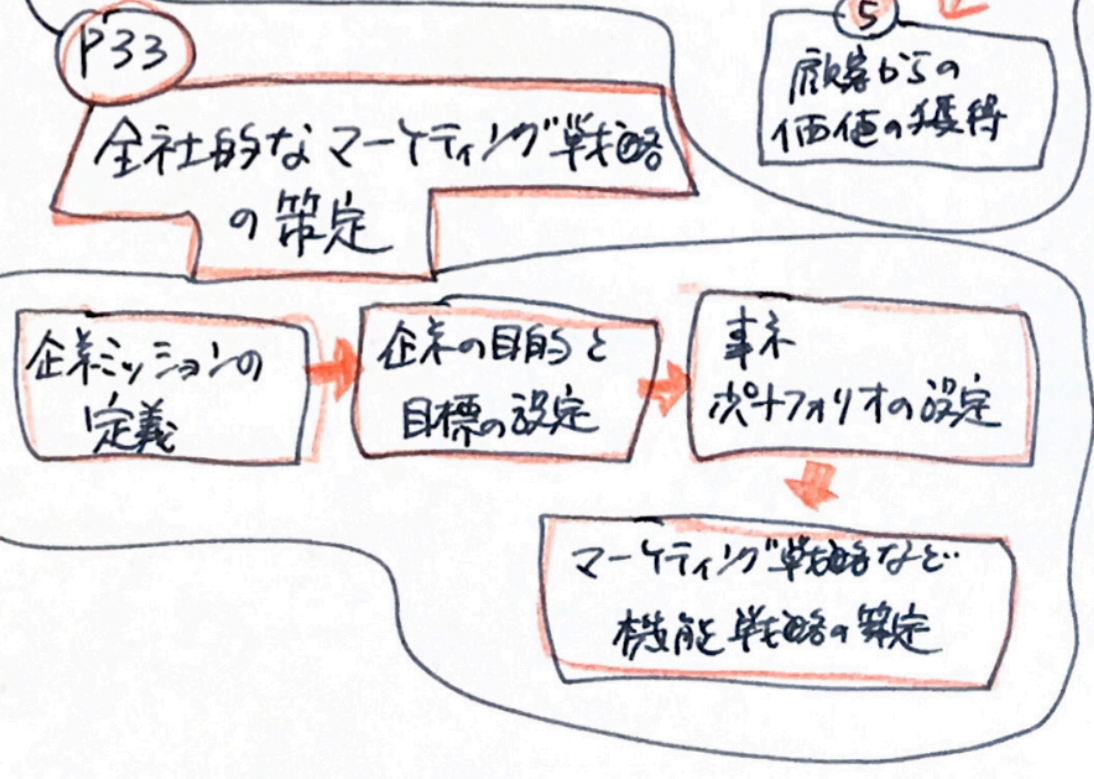 P33
全社的なマーケティング戦略
の策定
⑤
顧客からの
価値の獲得
企業ミッションの
定義
企業の目的と
目標の設定
事業
ポートフォリオの設定
マーケティング戦略など
機能戦略の策定